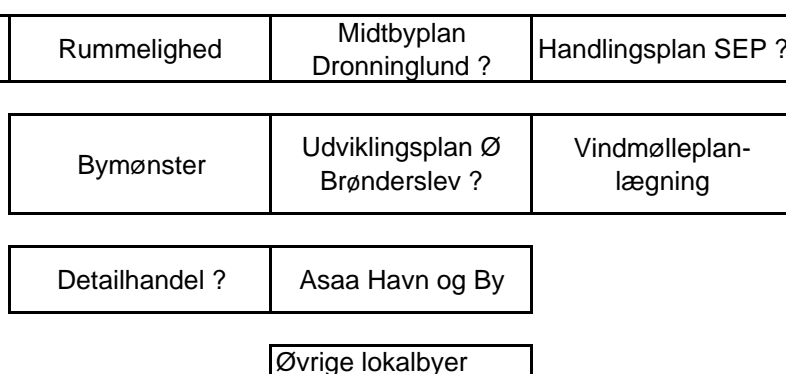 Rummelighed
Midtbyplan
Dronninglund ?
Handlingsplan SEP ?
Bymønster
Udviklingsplan Ø
Brønderslev ?
Vindmølleplan-
lægning
Detailhandel ?
Asaa Havn og By
Øvrige lokalbyer